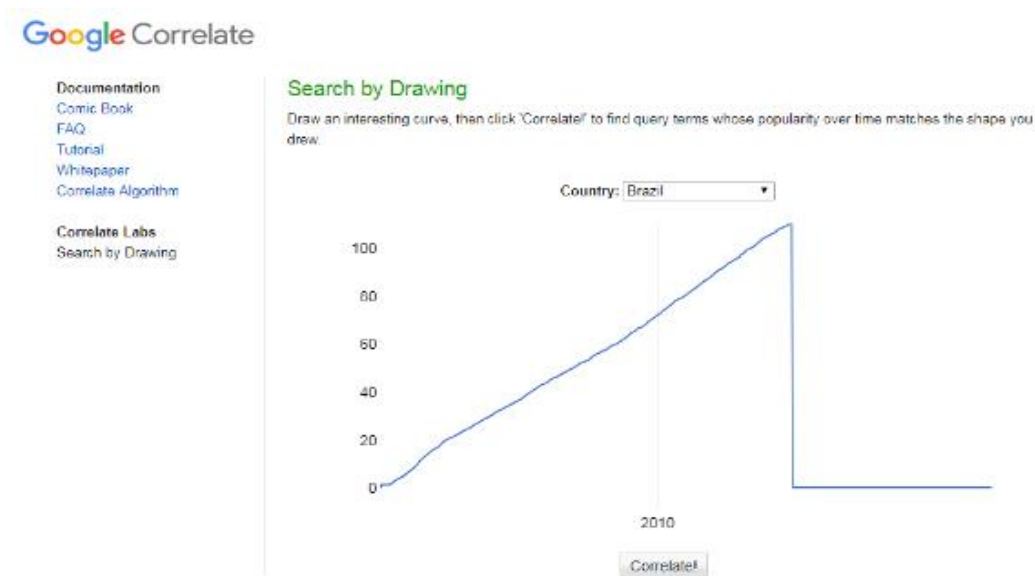 Google Correlate
Documentation
Comic Book
FAQ
Tutorial
Whitepaper
Correlate Algorithm
Correlate Labs
Search by Drawing
Search by Drawing
Draw an interesting curve, then click 'Correlate!' to find query terms whose popularity over time matches the shape you
drew.
Country: Brazil
100
80
60
40
20
0
2010
Correlate!